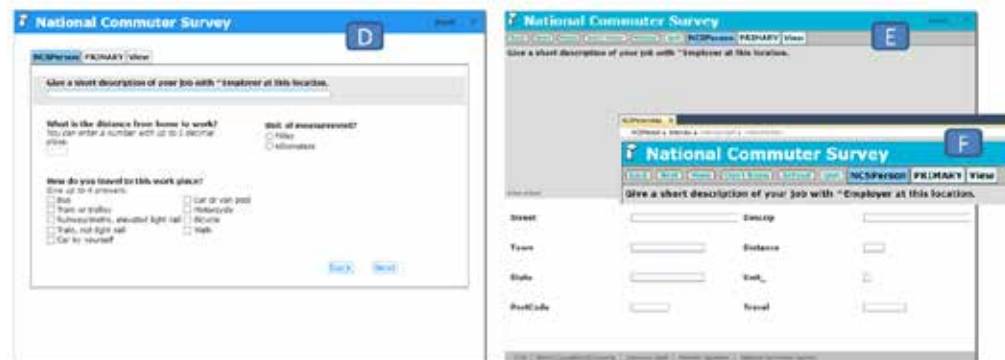 National Commuter Survey
D
NCSPerson PRIMARY View
Give a short description of your job with ^Employer at this location.
What is the distance from home to work?
You can enter a number with up to 1 decimal
place.
Unit of measurement?
Miles
Kilometers
How do you travel to this work place?
Give up to 4 answers.
Bus
Tram or trolley
Subway/metro, elevated light rail
Train, not light rail
Car by yourself
Car or van pool
Motorcycle
Bicycle
Walk
Back Next
National Commuter Survey
E
NCSPerson PRIMARY View
Give a short description of your job with ^Employer at this location.
F
National Commuter Survey
Back Next Don't Know Refusal NCSPerson PRIMARY View
Give a short description of your job with ^Employer at this location.
Street
Descrip
Town
Distance
State
Unit_
PostCode
Travel